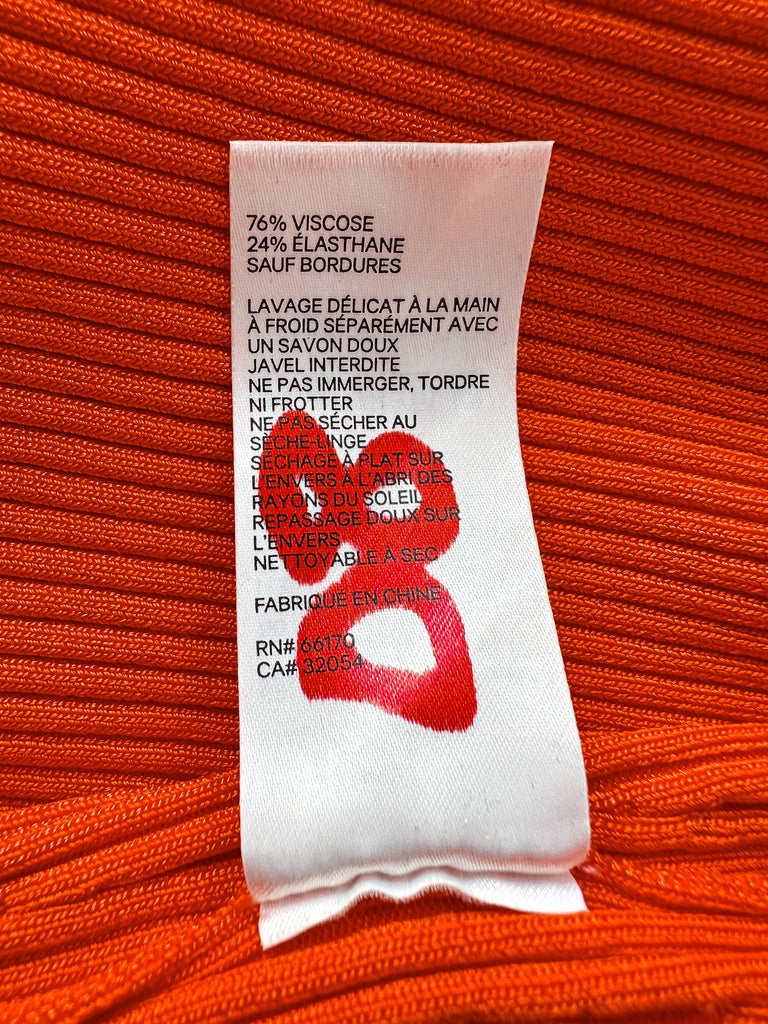 76% VISCOSE
24% ÉLASTHANE
SAUF BORDURES
LAVAGE DÉLICAT À LA MAIN
À FROID SÉPARÉMENT AVEC
UN SAVON DOUX
JAVEL INTERDITE
NE PAS IMMERGER, TORDRE
NI FROTTER
NE PAS SÉCHER AU
SÈCHE-LINGE
SÉCHAGE À PLAT SUR
L'ENVERS À L'ABRI DES
RAYONS DU SOLEIL
REPASSAGE DOUX SUR
L'ENVERS
NETTOYABLE À SEC
FABRIQUÉ EN CHINE
RN# 66170
CA# 32054